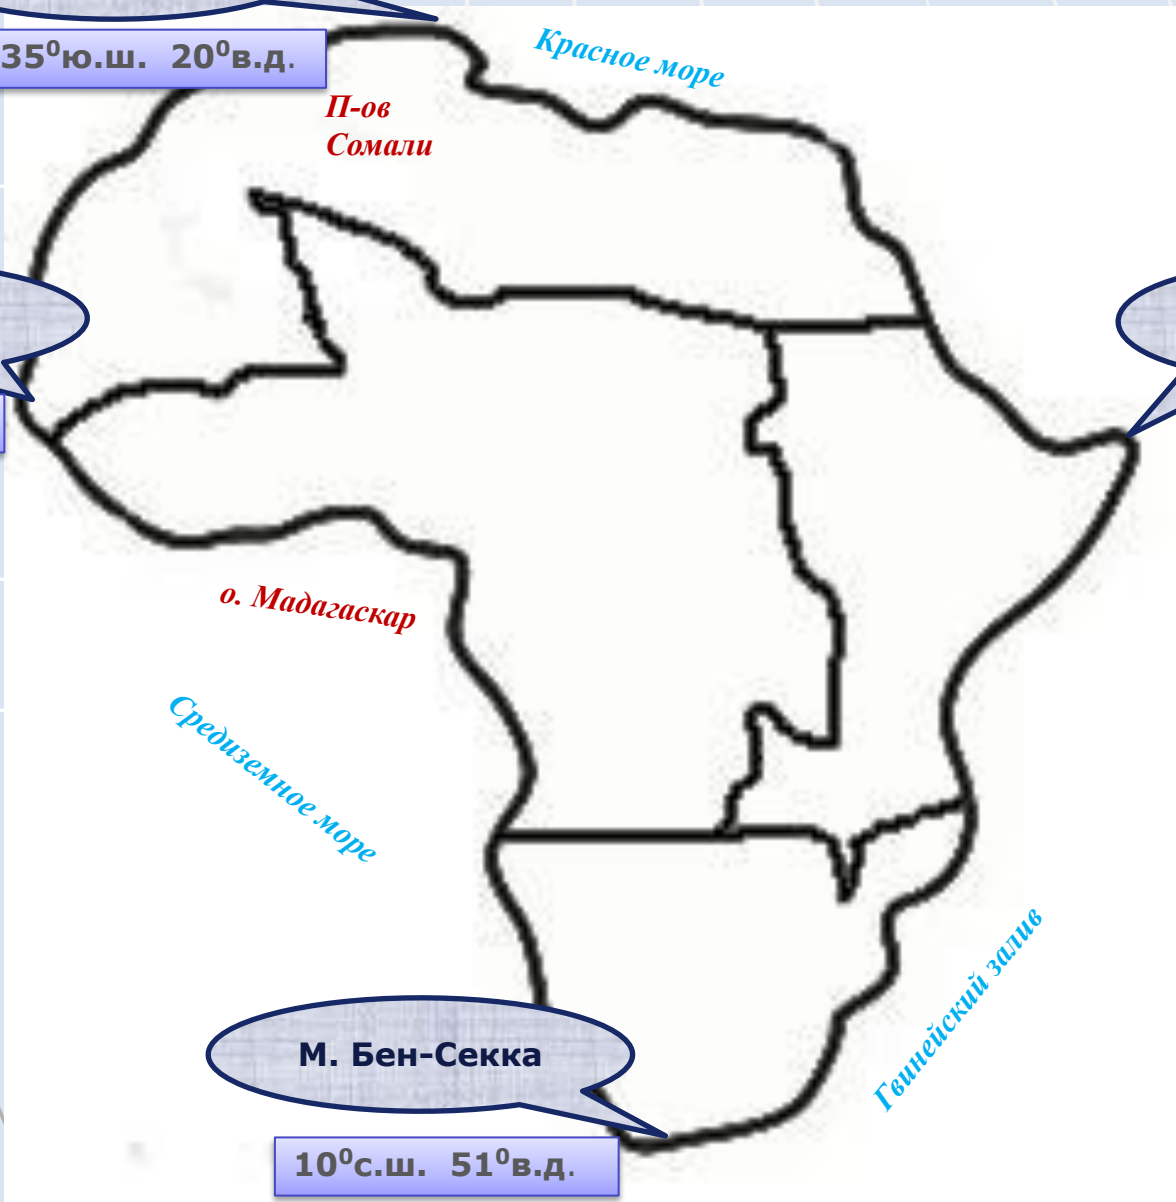 35⁰ю.ш. 20⁰в.д.
Красное море
П-ов
Сомали
о. Мадагаскар
Средиземное море
Гвинейский залив
М. Бен-Секка
10⁰с.ш. 51⁰в.д.